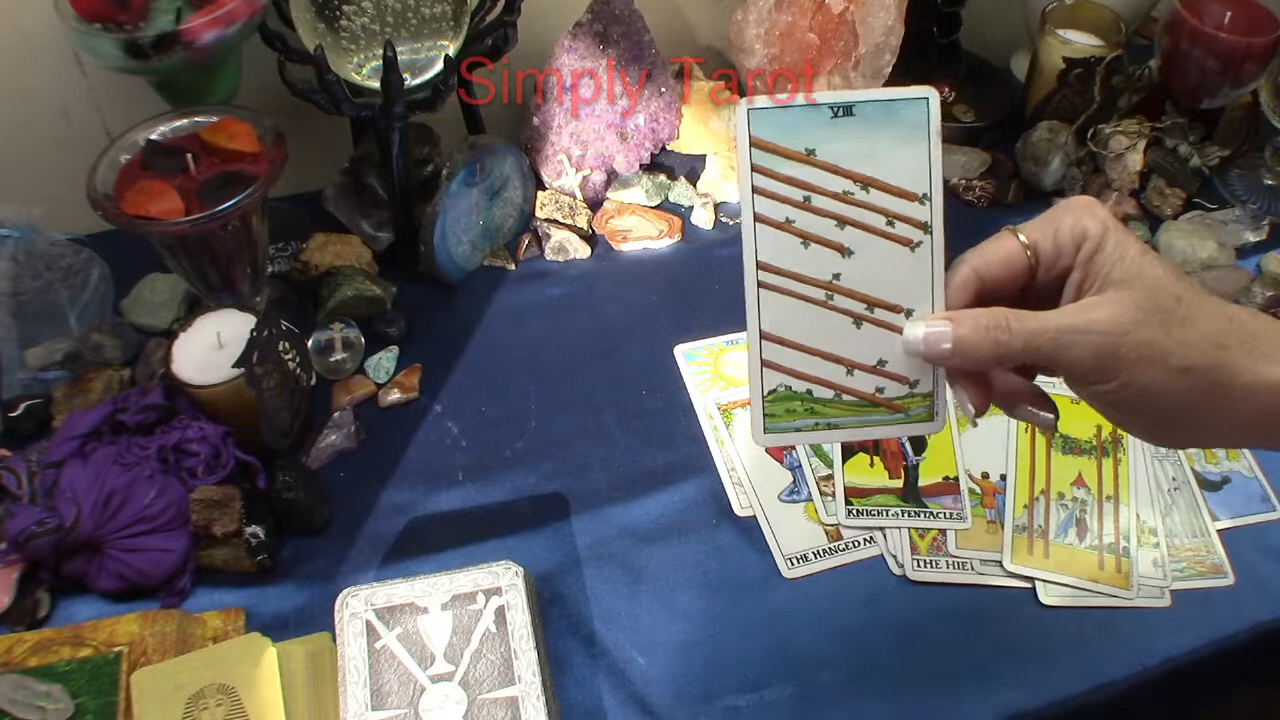 Simply Tarot
VIII
KNIGHT of PENTACLES
THE HANGED M
THE HIE